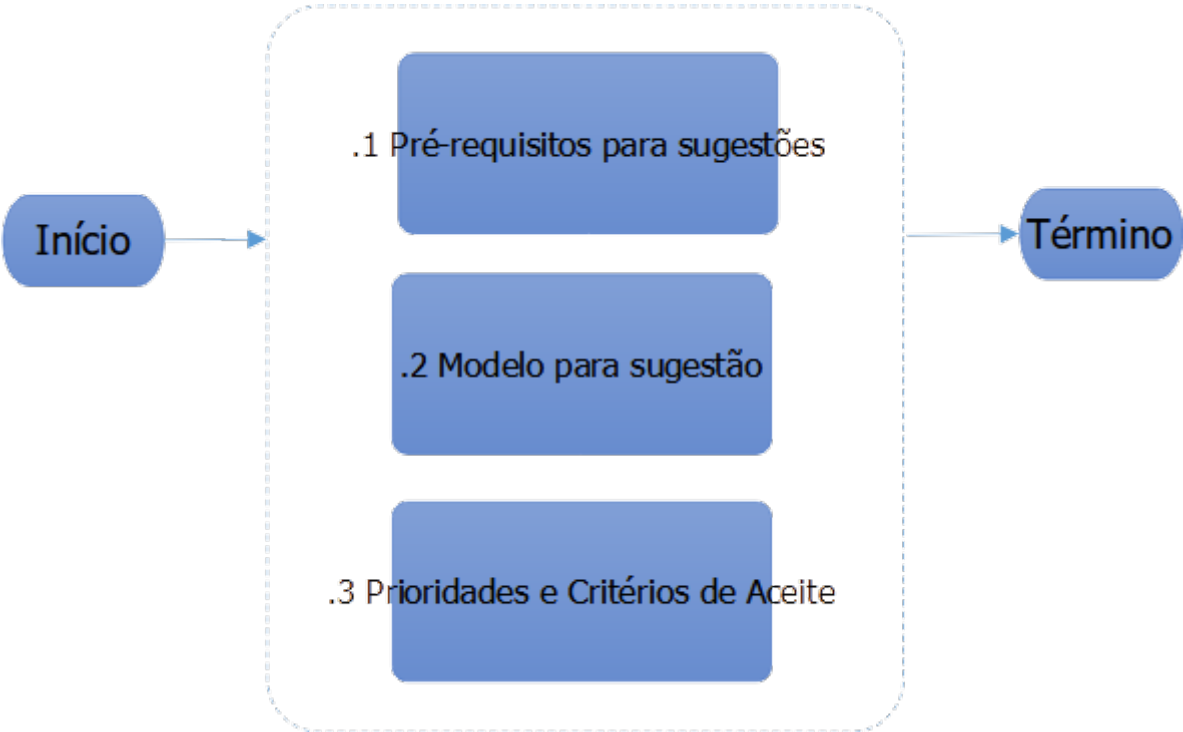 Início
.1 Pré-requisitos para sugestões
.2 Modelo para sugestão
.3 Prioridades e Critérios de Aceite
Término